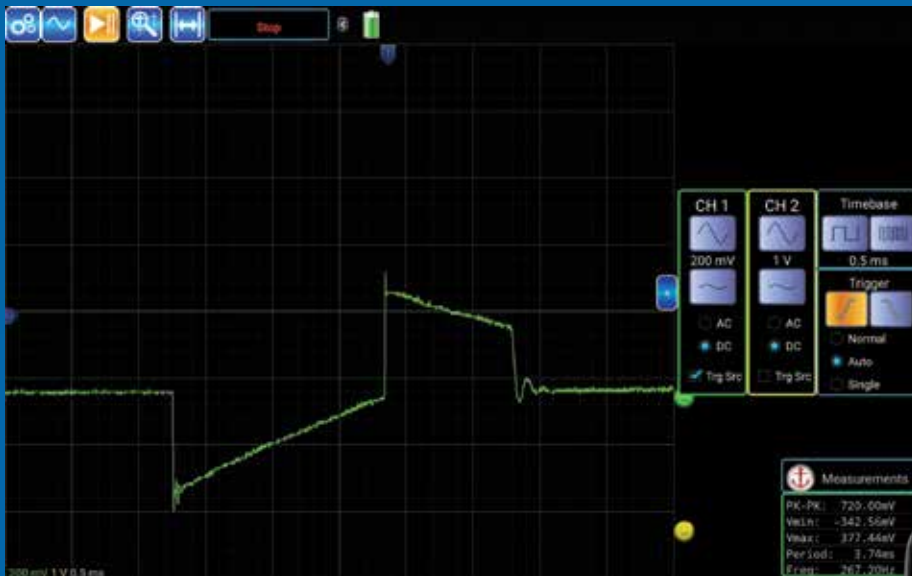 Stop
CH 1
CH 2
Timebase
200 mV
1 V
0.5 ms
Trigger
AC
AC
Normal
DC
DC
Auto
Trg Src
Trg Src
Single
Measurements
PK-PK: 720.00mV
Vmin: -342.56mV
Vmax: 377.44mV
Period: 3.74ms
Freq: 267.20Hz
200 mV 1 V 0.5 ms